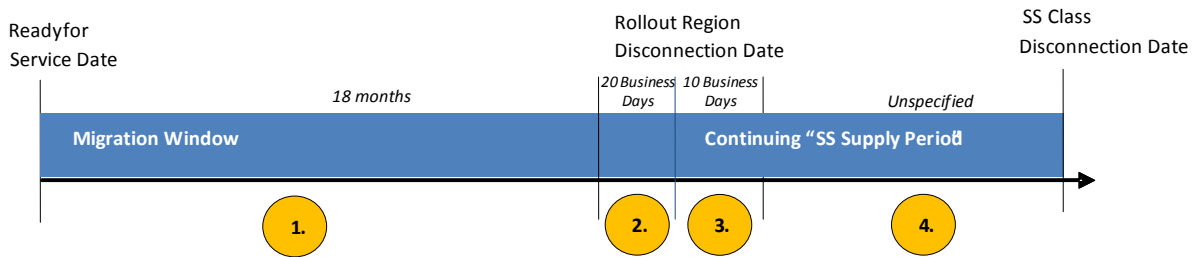 Readyfor
Service Date
Rollout Region
Disconnection Date
SS Class
Disconnection Date
18 months
20 Business
Days
10 Business
Days
Unspecified
Migration Window
Continuing “SS Supply Period”
1.
2.
3.
4.